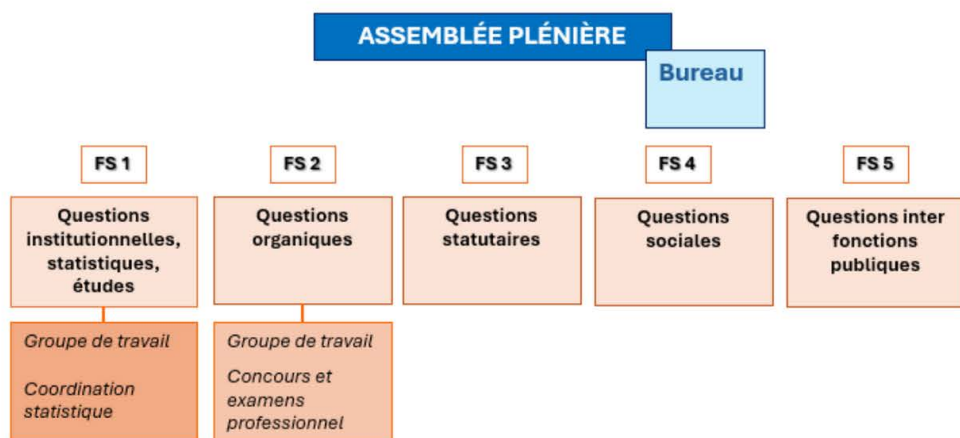 ASSEMBLÉE PLÉNIÈRE
Bureau
FS 1
Questions
institutionnelles,
statistiques,
études
Groupe de travail
Coordination
statistique
FS 2
Questions
organiques
Groupe de travail
Concours et
examens
professionnel
FS 3
Questions
statutaires
FS 4
Questions
sociales
FS 5
Questions inter
fonctions
publiques